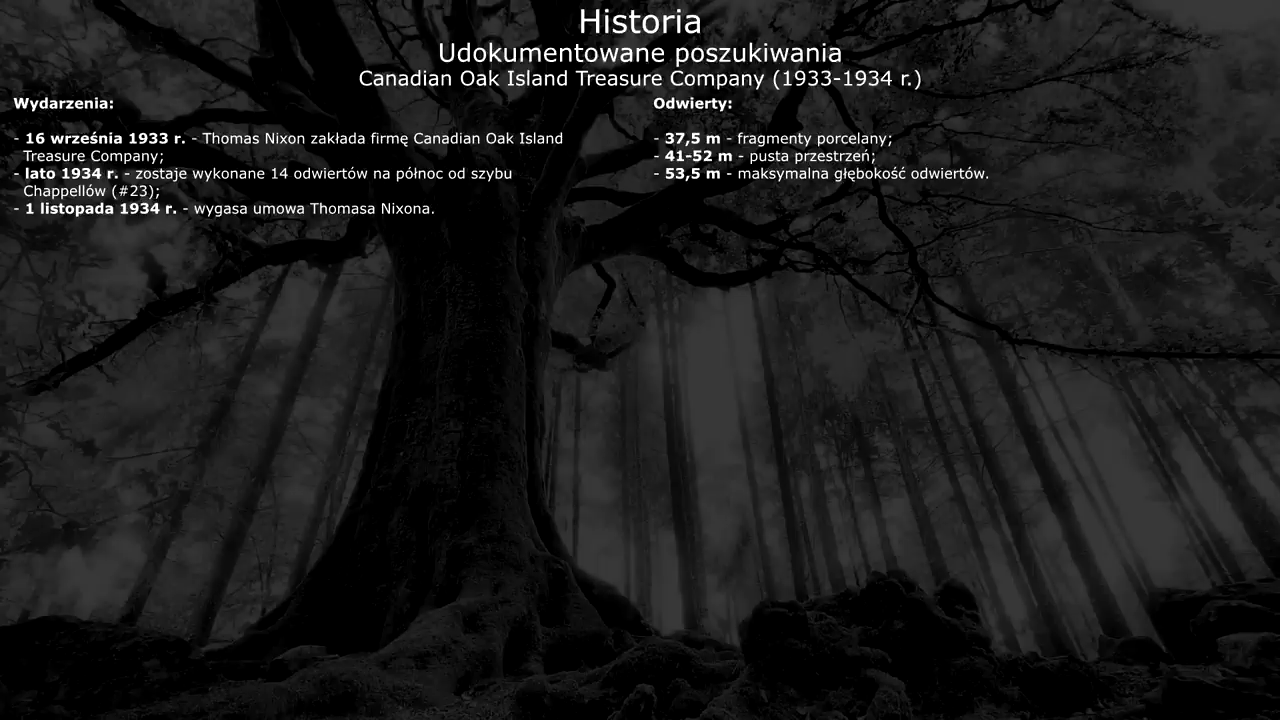 Historia
Udokumentowane poszukiwania
Canadian Oak Island Treasure Company (1933-1934 r.)
Wydarzenia:
- 16 września 1933 r. - Thomas Nixon zakłada firmę Canadian Oak Island
Treasure Company;
- lato 1934 r. - zostaje wykonane 14 odwiertów na północ od szybu
Chappellów (#23);
- 1 listopada 1934 r. - wygasa umowa Thomasa Nixona.
Odwierty:
- 37,5 m - fragmenty porcelany;
- 41-52 m - pusta przestrzeń;
- 53,5 m - maksymalna głębokość odwiertów.